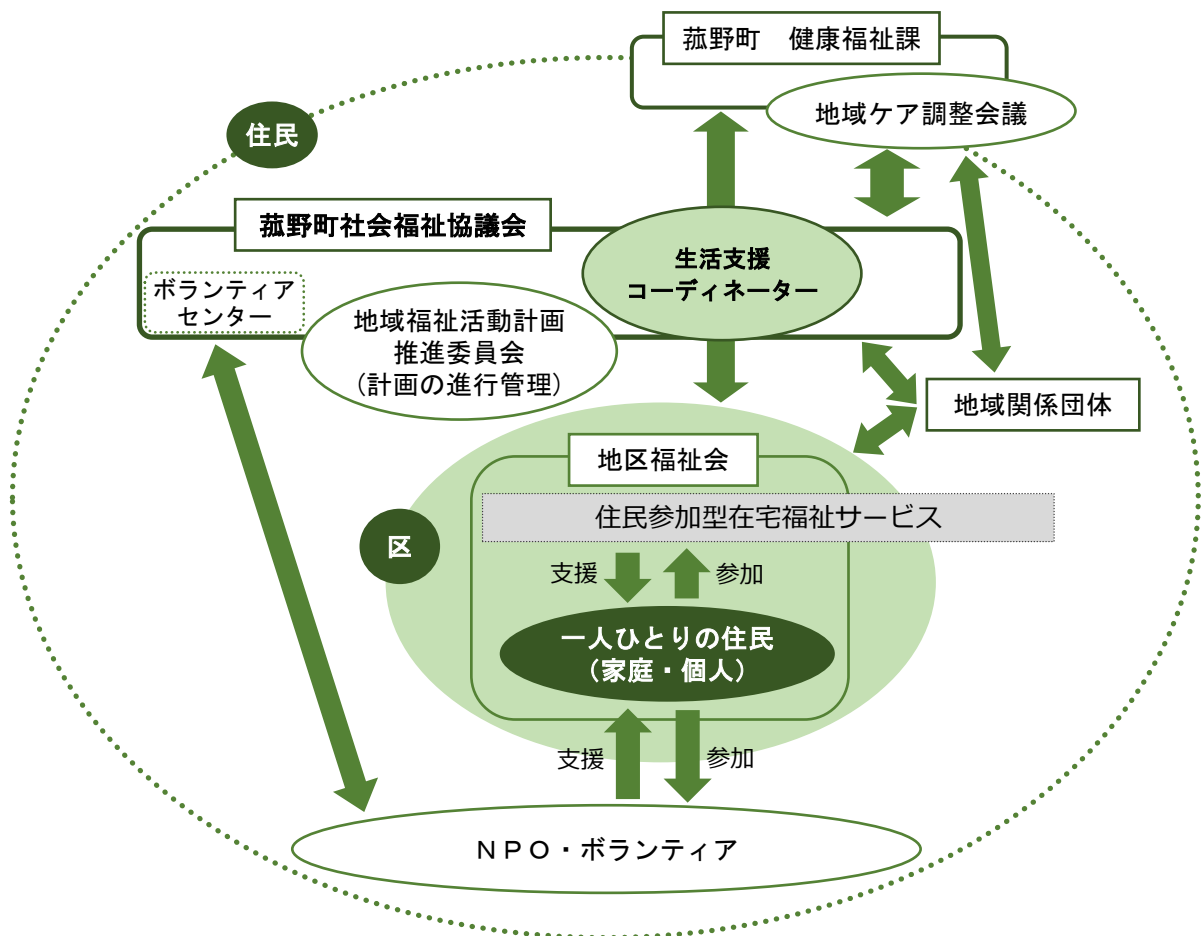 菰野町　健康福祉課
地域ケア調整会議
住民
菰野町社会福祉協議会
生活支援
コーディネーター
ボランティア
センター
地域福祉活動計画
推進委員会
（計画の進行管理）
地域関係団体
地区福祉会
住民参加型在宅福祉サービス
区
支援
参加
一人ひとりの住民
（家庭・個人）
支援
参加
ＮＰＯ・ボランティア